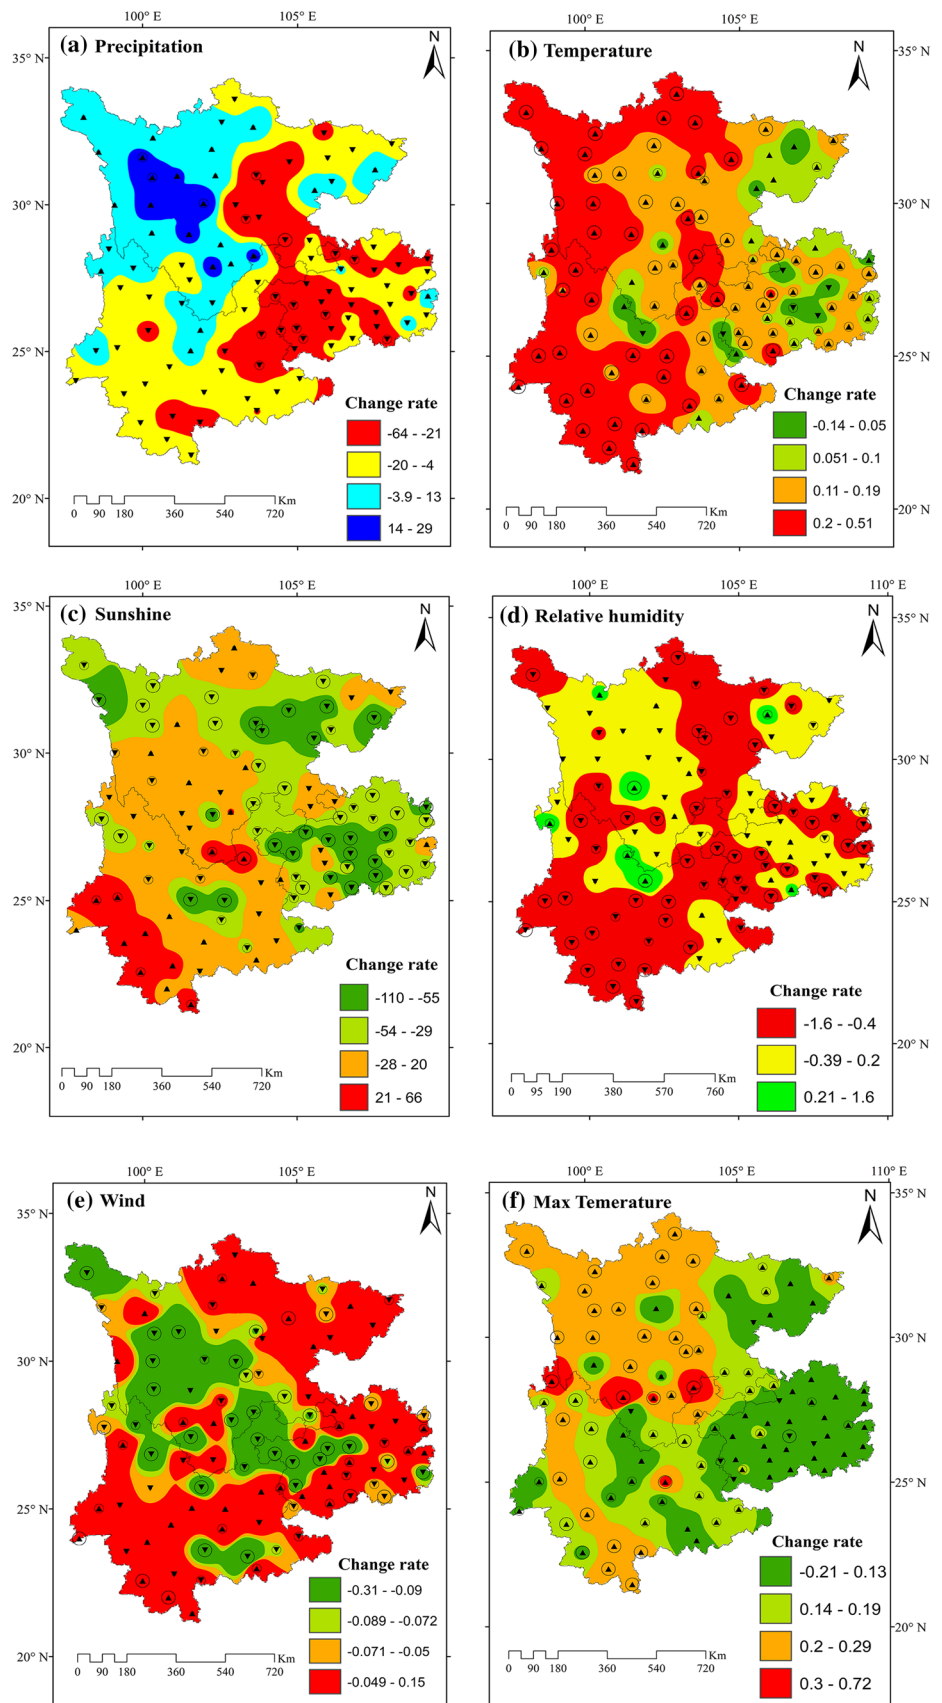 100° E 105° E
35° N
(a) Precipitation
N
30° N
25° N
20° N
Change rate
-64 - -21
-20 - -4
-3.9 - 13
14 - 29
Km
0 90 180 360 540 720
100° E 105° E
35° N
(b) Temperature
N
30° N
25° N
20° N
Change rate
-0.14 - 0.05
0.051 - 0.1
0.11 - 0.19
0.2 - 0.51
Km
0 90 180 360 540 720
100° E 105° E
35° N
(c) Sunshine
N
30° N
25° N
20° N
Change rate
-110 - -55
-54 - -29
-28 - 20
21 - 66
Km
0 90 180 360 540 720
100° E 105° E 110° E
35° N
(d) Relative humidity
N
30° N
25° N
20° N
Change rate
-1.6 - -0.4
-0.39 - 0.2
0.21 - 1.6
Km
0 95 190 380 570 760
100° E 105° E
35° N
(e) Wind
N
30° N
25° N
20° N
Change rate
-0.31 - -0.09
-0.089 - -0.072
-0.071 - -0.05
-0.049 - 0.15
Km
0 90 180 360 540 720
100° E 105° E 110° E
35° N
(f) Max Temerature
N
30° N
25° N
20° N
Change rate
-0.21 - 0.13
0.14 - 0.19
0.2 - 0.29
0.3 - 0.72
Km
0 90 180 360 540 720